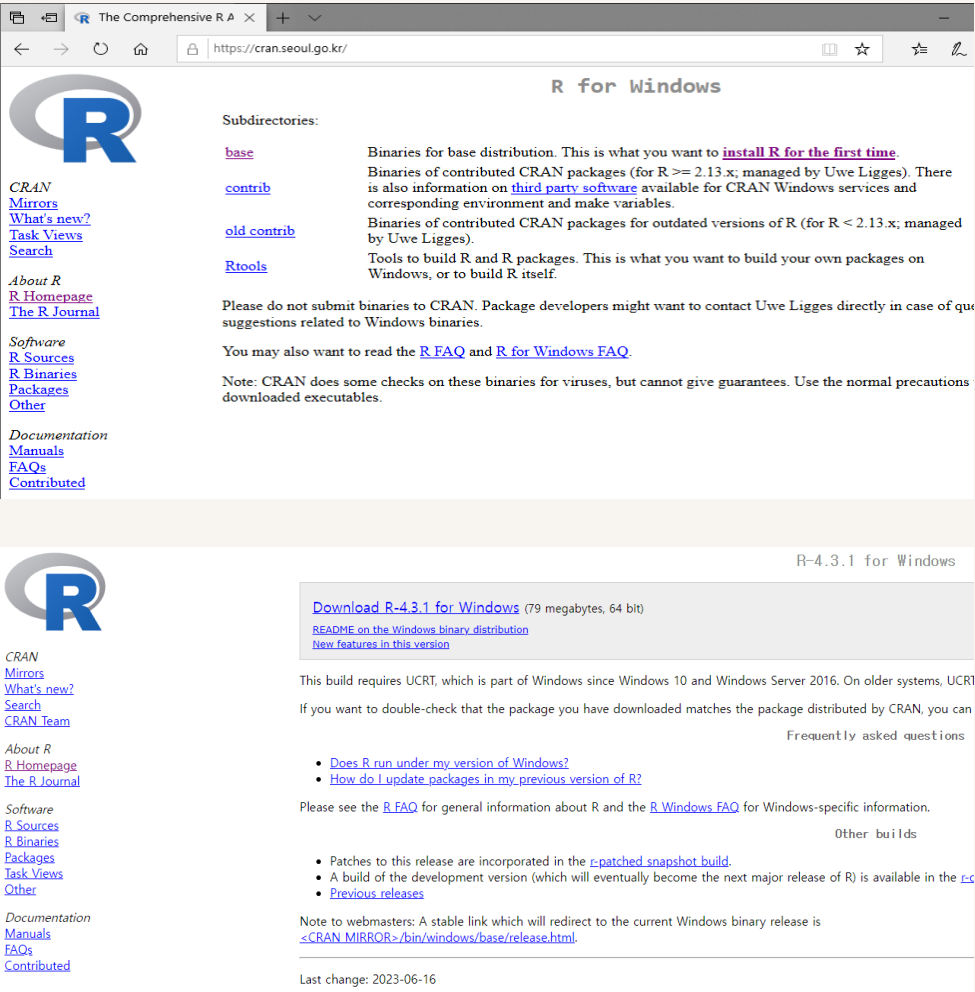 The Comprehensive R A
https://cran.seoul.go.kr/
R
CRAN
Mirrors
What's new?
Task Views
Search
About R
R Homepage
The R Journal
Software
R Sources
R Binaries
Packages
Other
Documentation
Manuals
FAQs
Contributed
R for Windows
Subdirectories:
base Binaries for base distribution. This is what you want to install R for the first time.
contrib Binaries of contributed CRAN packages (for R >= 2.13.x; managed by Uwe Ligges). There
is also information on third party software available for CRAN Windows services and
corresponding environment and make variables.
old contrib Binaries of contributed CRAN packages for outdated versions of R (for R < 2.13.x; managed
by Uwe Ligges).
Rtools Tools to build R and R packages. This is what you want to build your own packages on
Windows, or to build R itself.
Please do not submit binaries to CRAN. Package developers might want to contact Uwe Ligges directly in case of que
suggestions related to Windows binaries.
You may also want to read the R FAQ and R for Windows FAQ.
Note: CRAN does some checks on these binaries for viruses, but cannot give guarantees. Use the normal precautions
downloaded executables.
R
CRAN
Mirrors
What's new?
Search
CRAN Team
About R
R Homepage
The R Journal
Software
R Sources
R Binaries
Packages
Task Views
Other
Documentation
Manuals
FAQs
Contributed
R-4.3.1 for Windows
Download R-4.3.1 for Windows (79 megabytes, 64 bit)
README on the Windows binary distribution
New features in this version
This build requires UCRT, which is part of Windows since Windows 10 and Windows Server 2016. On older systems, UCRT
If you want to double-check that the package you have downloaded matches the package distributed by CRAN, you can
Frequently asked questions
• Does R run under my version of Windows?
• How do I update packages in my previous version of R?
Please see the R FAQ for general information about R and the R Windows FAQ for Windows-specific information.
Other builds
• Patches to this release are incorporated in the r-patched snapshot build.
• A build of the development version (which will eventually become the next major release of R) is available in the r-d
• Previous releases
Note to webmasters: A stable link which will redirect to the current Windows binary release is
<CRAN MIRROR>/bin/windows/base/release.html.
Last change: 2023-06-16